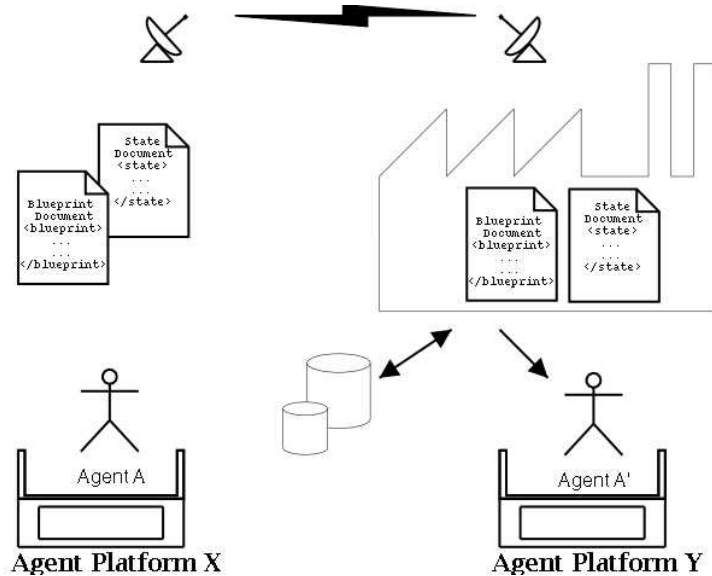 State
Document
<state>
...
...
</state>
Blueprint
Document
<blueprint>
...
...
</blueprint>
Blueprint
Document
<blueprint>
...
...
</blueprint>
State
Document
<state>
...
...
</state>
Agent A
Agent A'
Agent Platform X
Agent Platform Y